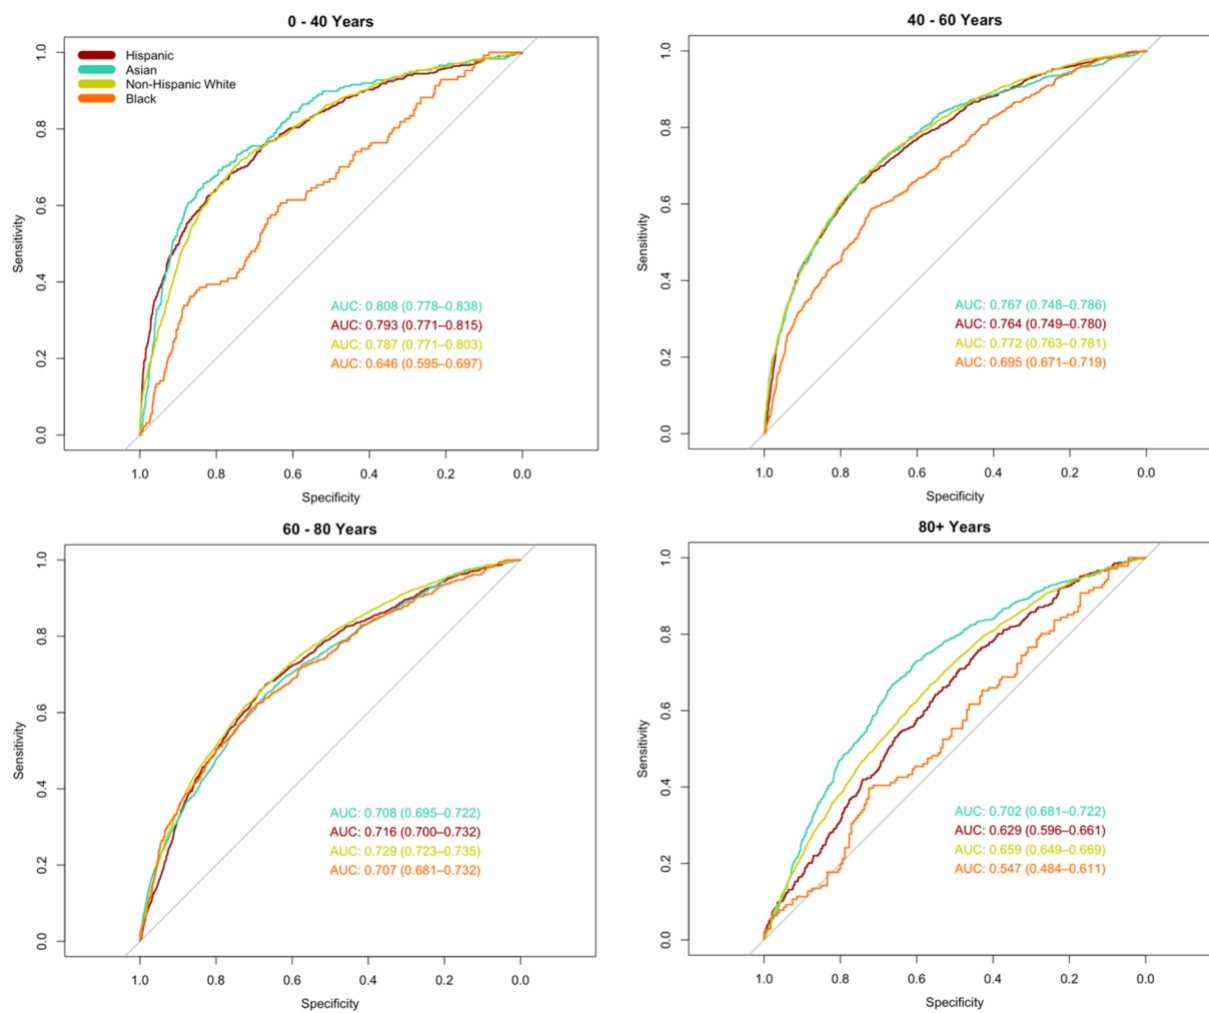 0 - 40 Years
Hispanic
Asian
Non-Hispanic White
Black
1.0
0.8
0.6
0.4
0.2
0.0
Sensitivity
AUC: 0.808 (0.778–0.838)
AUC: 0.793 (0.771–0.815)
AUC: 0.787 (0.771–0.803)
AUC: 0.646 (0.595–0.697)
1.0 0.8 0.6 0.4 0.2 0.0
Specificity
40 - 60 Years
1.0
0.8
0.6
0.4
0.2
0.0
Sensitivity
AUC: 0.767 (0.748–0.786)
AUC: 0.764 (0.749–0.780)
AUC: 0.772 (0.763–0.781)
AUC: 0.695 (0.671–0.719)
1.0 0.8 0.6 0.4 0.2 0.0
Specificity
60 - 80 Years
1.0
0.8
0.6
0.4
0.2
0.0
Sensitivity
AUC: 0.708 (0.695–0.722)
AUC: 0.716 (0.700–0.732)
AUC: 0.729 (0.723–0.735)
AUC: 0.707 (0.681–0.732)
1.0 0.8 0.6 0.4 0.2 0.0
Specificity
80+ Years
1.0
0.8
0.6
0.4
0.2
0.0
Sensitivity
AUC: 0.702 (0.681–0.722)
AUC: 0.629 (0.596–0.661)
AUC: 0.659 (0.649–0.669)
AUC: 0.547 (0.484–0.611)
1.0 0.8 0.6 0.4 0.2 0.0
Specificity